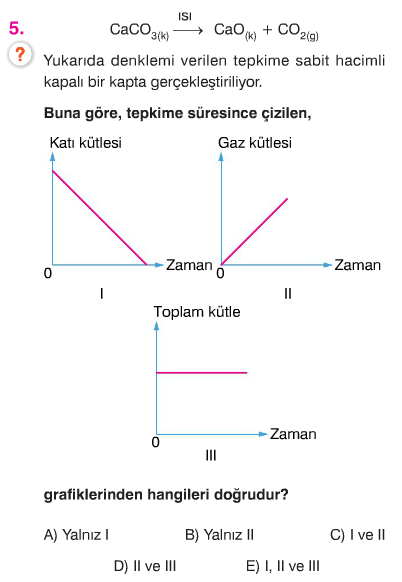 5.
ISI
CaCO3(k) ⟶ CaO(k) + CO2(g)
?
Yukarıda denklemi verilen tepkime sabit hacimli
kapalı bir kapta gerçekleştiriliyor.
Buna göre, tepkime süresince çizilen,
Katı kütlesi
Gaz kütlesi
0
Zaman
0
Zaman
I
II
Toplam kütle
0
Zaman
III
grafiklerinden hangileri doğrudur?
A) Yalnız I B) Yalnız II C) I ve II
D) II ve III E) I, II ve III